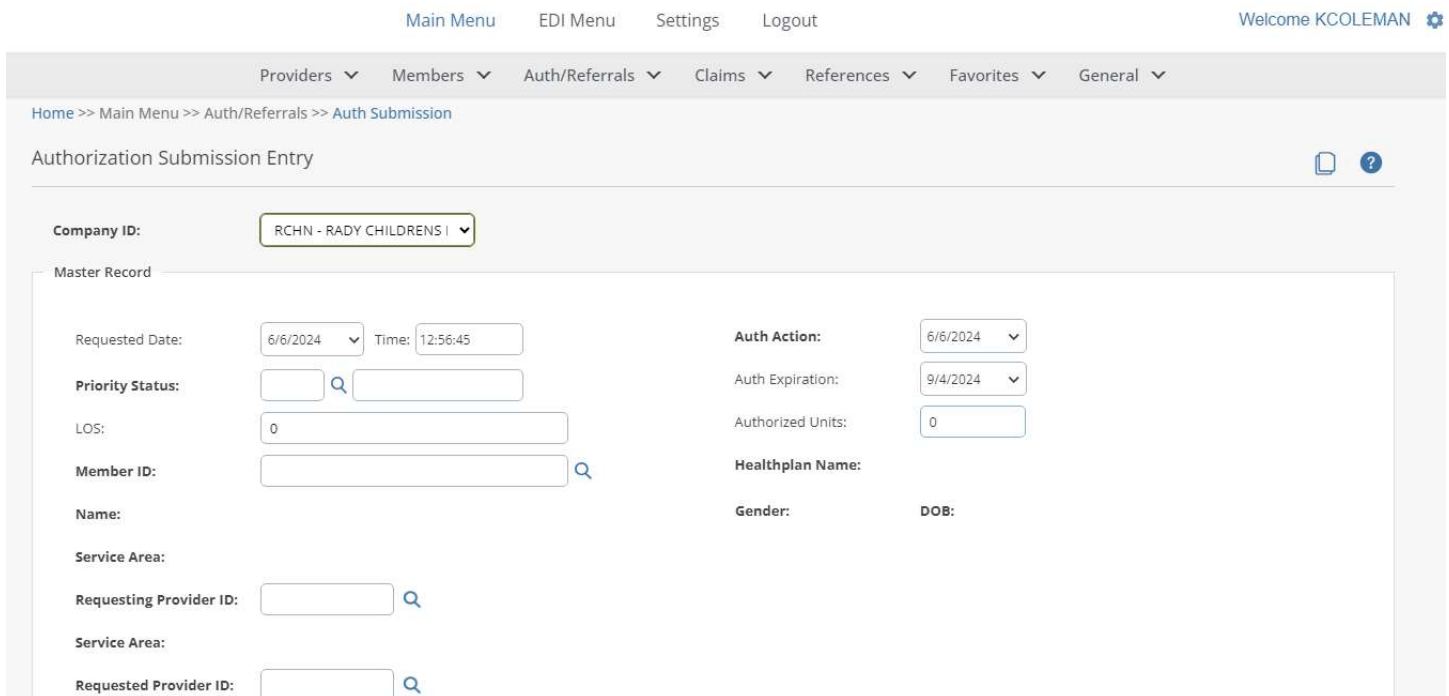 Main Menu EDI Menu Settings Logout Welcome KCOLEMAN
Providers Members Auth/Referrals Claims References Favorites General
Home >> Main Menu >> Auth/Referrals >> Auth Submission
Authorization Submission Entry
?
Company ID: RCHN - RADY CHILDRENS
Master Record
Requested Date: 6/6/2024 Time: 12:56:45 Auth Action: 6/6/2024
Priority Status: Auth Expiration: 9/4/2024
LOS: 0 Authorized Units: 0
Member ID: Healthplan Name:
Name: Gender: DOB:
Service Area:
Requesting Provider ID:
Service Area:
Requested Provider ID: